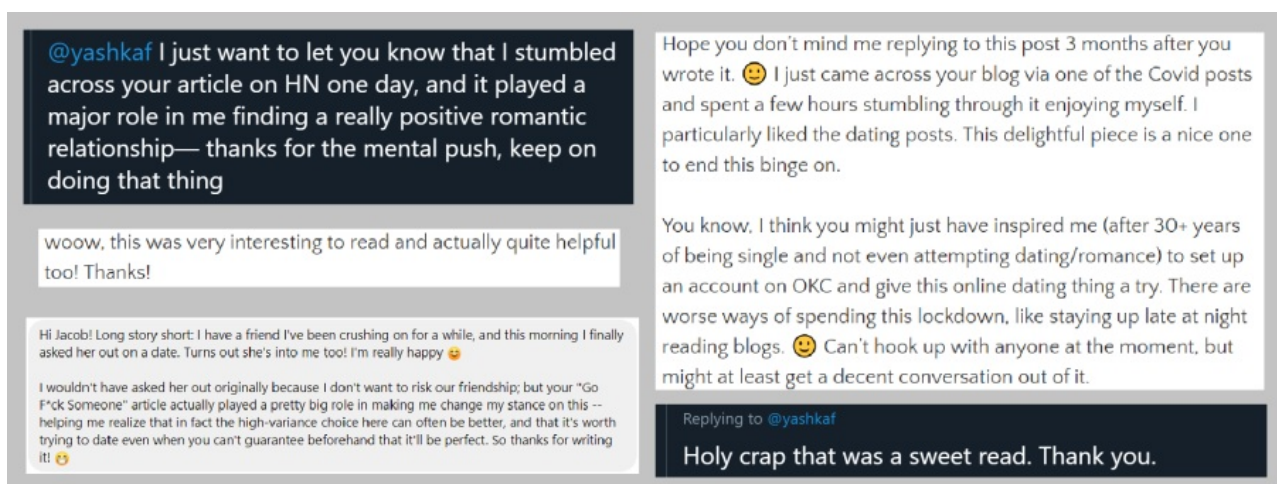 @yashkaf I just want to let you know that I stumbled
across your article on HN one day, and it played a
major role in me finding a really positive romantic
relationship— thanks for the mental push, keep on
doing that thing
woow, this was very interesting to read and actually quite helpful
too! Thanks!
Hi Jacob! Long story short: I have a friend I've been crushing on for a while, and this morning I finally
asked her out on a date. Turns out she's into me too! I'm really happy 😄
I wouldn't have asked her out originally because I don't want to risk our friendship; but your "Go
F*ck Someone" article actually played a pretty big role in making me change my stance on this --
helping me realize that in fact the high-variance choice here can often be better, and that it's worth
trying to date even when you can't guarantee beforehand that it'll be perfect. So thanks for writing
it! 😁
Hope you don't mind me replying to this post 3 months after you
wrote it. 🙂 I just came across your blog via one of the Covid posts
and spent a few hours stumbling through it enjoying myself. I
particularly liked the dating posts. This delightful piece is a nice one
to end this binge on.
You know, I think you might just have inspired me (after 30+ years
of being single and not even attempting dating/romance) to set up
an account on OKC and give this online dating thing a try. There are
worse ways of spending this lockdown, like staying up late at night
reading blogs. 🙂 Can't hook up with anyone at the moment, but
might at least get a decent conversation out of it.
Replying to @yashkaf
Holy crap that was a sweet read. Thank you.